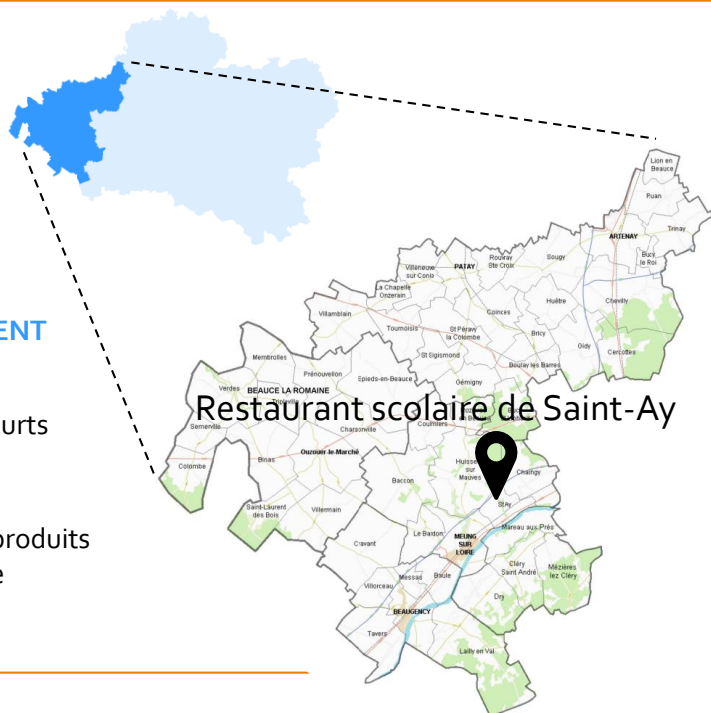 ENT
urts
produits
e
Restaurant scolaire de Saint-Ay
Lion en
Beauce
Ruan
ARTENAY
Trinay
Bucy
le Roi
Rouvray
Ste Croix
Sougy
Villeneuve
sur Conie
PATAY
La Chapelle
Onzerain
Huêtre
Chevilly
Villamblain
Coinces
Tournoisis
St Péravy
la Colombe
Bricy
Gidy
Cercottes
St Sigismond
Boulay les Barres
Membrolles
Prénouvellon
Gémigny
Verdes
BEAUCE LA ROMAINE
Epieds-en-Beauce
Semerville
Charsonville
Coulmiers
Ouzouer-le-Marché
Colombe
Binas
Baccon
Huisseau
sur
Mauves
Chaingy
St Ay
Saint-Laurent
des Bois
Villermain
Le Bardon
Mareau aux Prés
Cravant
MEUNG
SUR
LOIRE
Cléry
Saint André
Mézières
lez Cléry
Messas
Baule
Villorceau
Dry
BEAUGENCY
Tavers
Lailly en Val